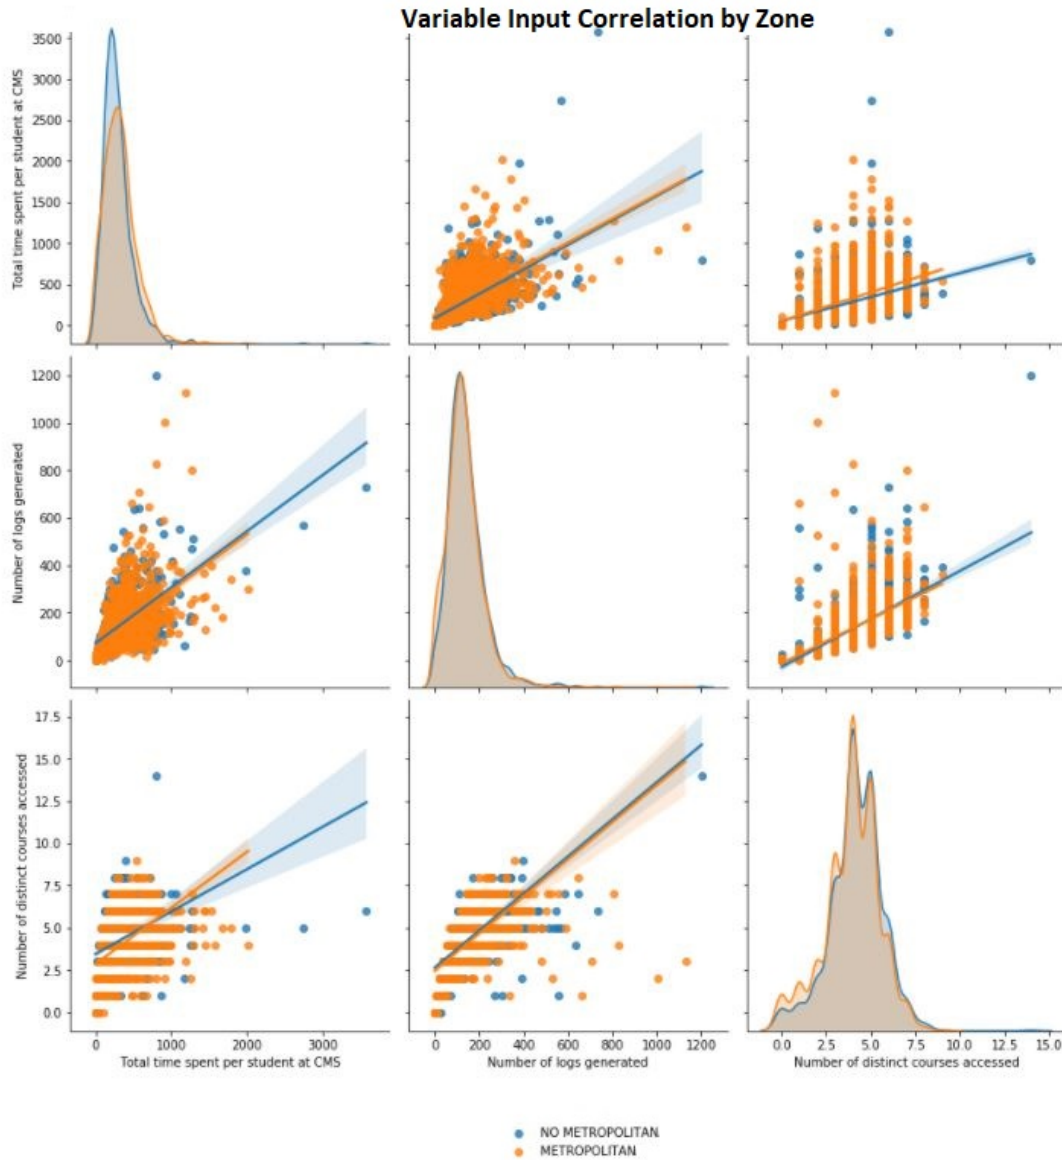 Variable Input Correlation by Zone
3500
3000
2500
2000
1500
1000
500
0
Total time spent per student at CMS
1200
1000
800
600
400
200
0
Number of logs generated
17.5
15.0
12.5
10.0
7.5
5.0
2.5
0.0
Number of distinct courses accessed
0 1000 2000 3000
Total time spent per student at CMS
0 200 400 600 800 1000 1200
Number of logs generated
0.0 2.5 5.0 7.5 10.0 12.5 15.0
Number of distinct courses accessed
NO METROPOLITAN
METROPOLITAN